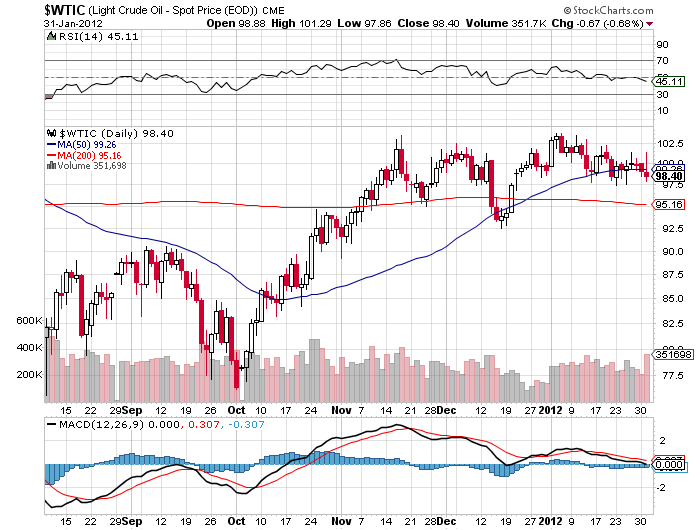 $WTIC (Light Crude Oil - Spot Price (EOD)) CME
© StockCharts.com
31-Jan-2012 Open 98.88 High 101.29 Low 97.86 Close 98.40 Volume 351.7K Chg -0.67 (-0.68%)
RSI(14) 45.11
90
70
50
45.11
30
10
$WTIC (Daily) 98.40
MA(50) 99.26
MA(200) 95.16
Volume 351,698
102.5
98.40
97.5
95.16
92.5
90.0
87.5
85.0
82.5
80.0
77.5
600K
400K
200K
351698
15 22 29 Sep 12 19 26 Oct 10 17 24 Nov 7 14 21 28 Dec 12 19 27 2012 9 17 23 30
MACD(12,26,9) 0.000, 0.307, -0.327
2
0.000
-2
15 22 29 Sep 12 19 26 Oct 10 17 24 Nov 7 14 21 28 Dec 12 19 27 2012 9 17 23 30